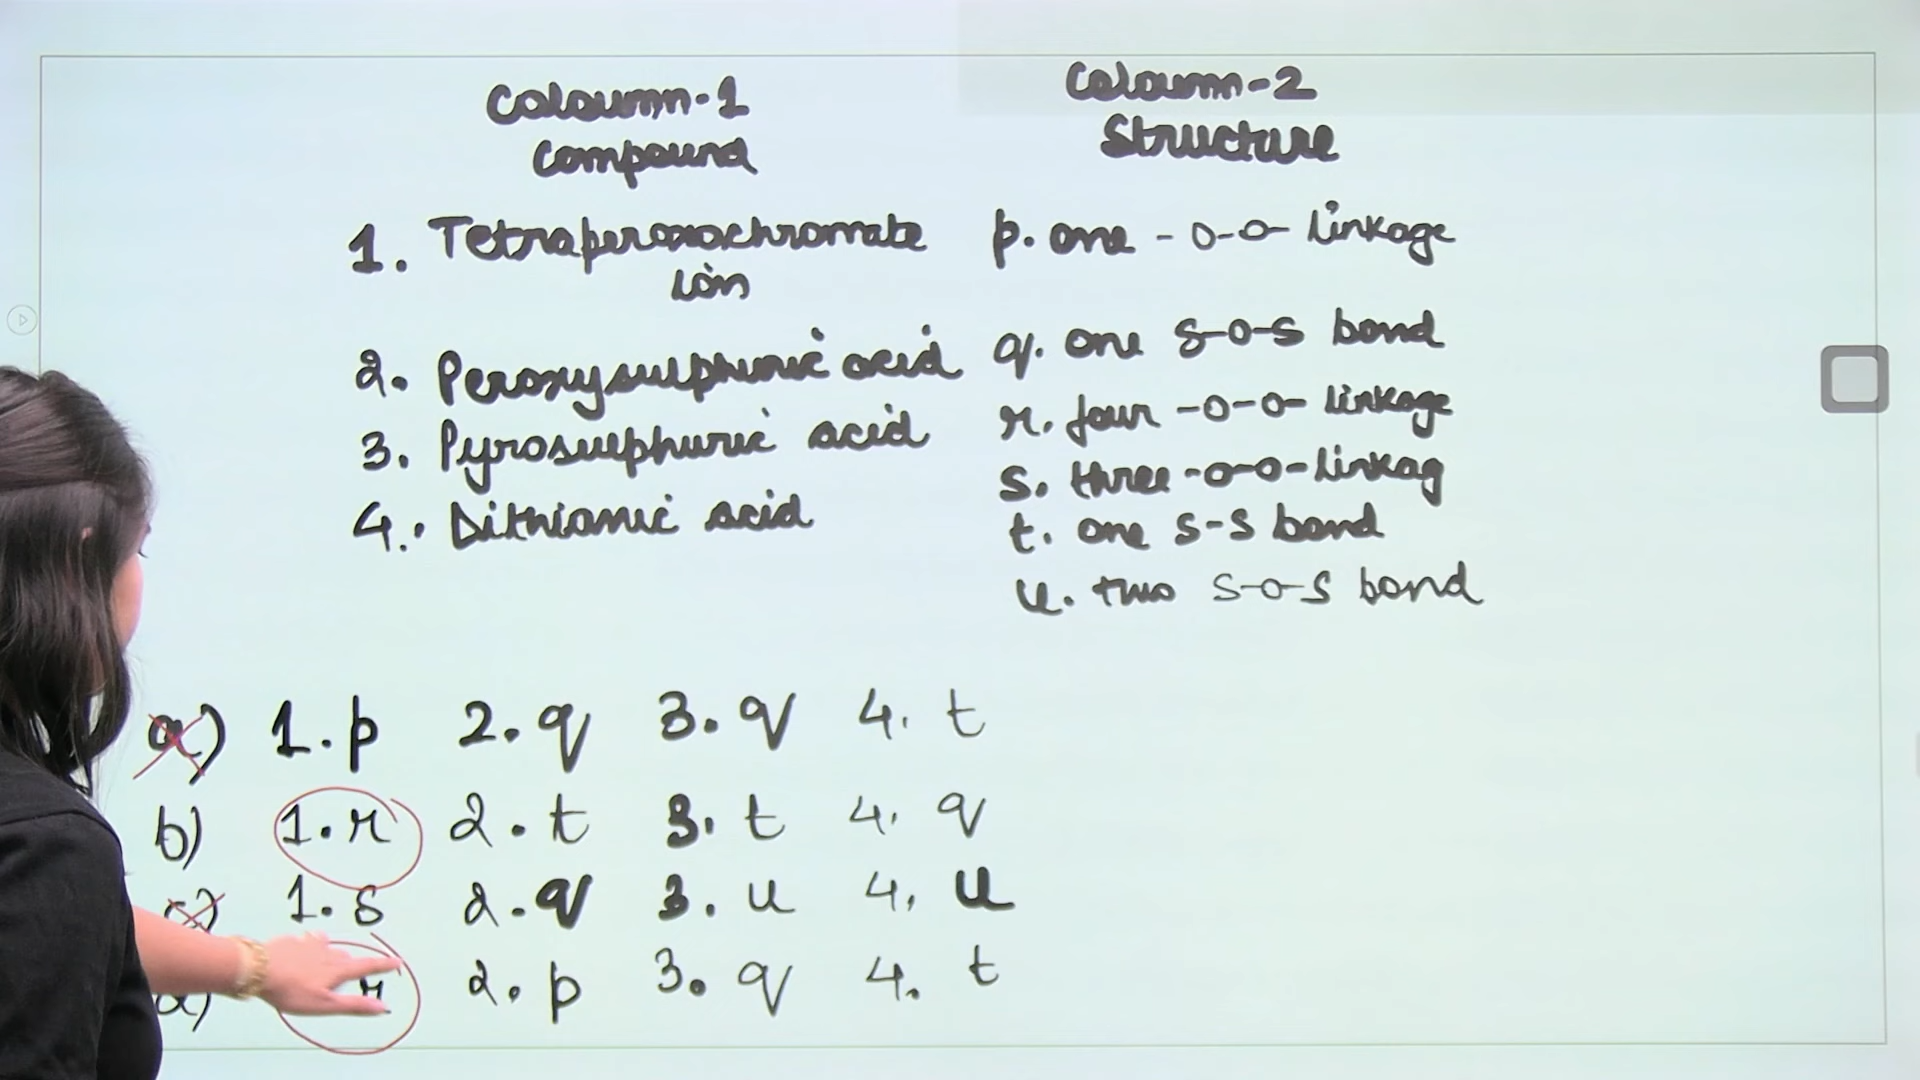 Coloumn-1
Compound
Coloumn-2
Structure
1. Tetraperoxochromate
ion
p. one -O-O- linkage
2. Peroxysulphuric acid
q. one S-O-S bond
3. Pyrosulphuric acid
r. four -O-O- linkage
4. Dithionic acid
s. three -O-O- linkag
t. one S-S bond
u. two S-O-S bond
a) 1. p 2. q 3. q 4. t
b) 1. r 2. t 3. t 4. q
c) 1. s 2. q 3. u 4. u
d) r 2. p 3. q 4. t